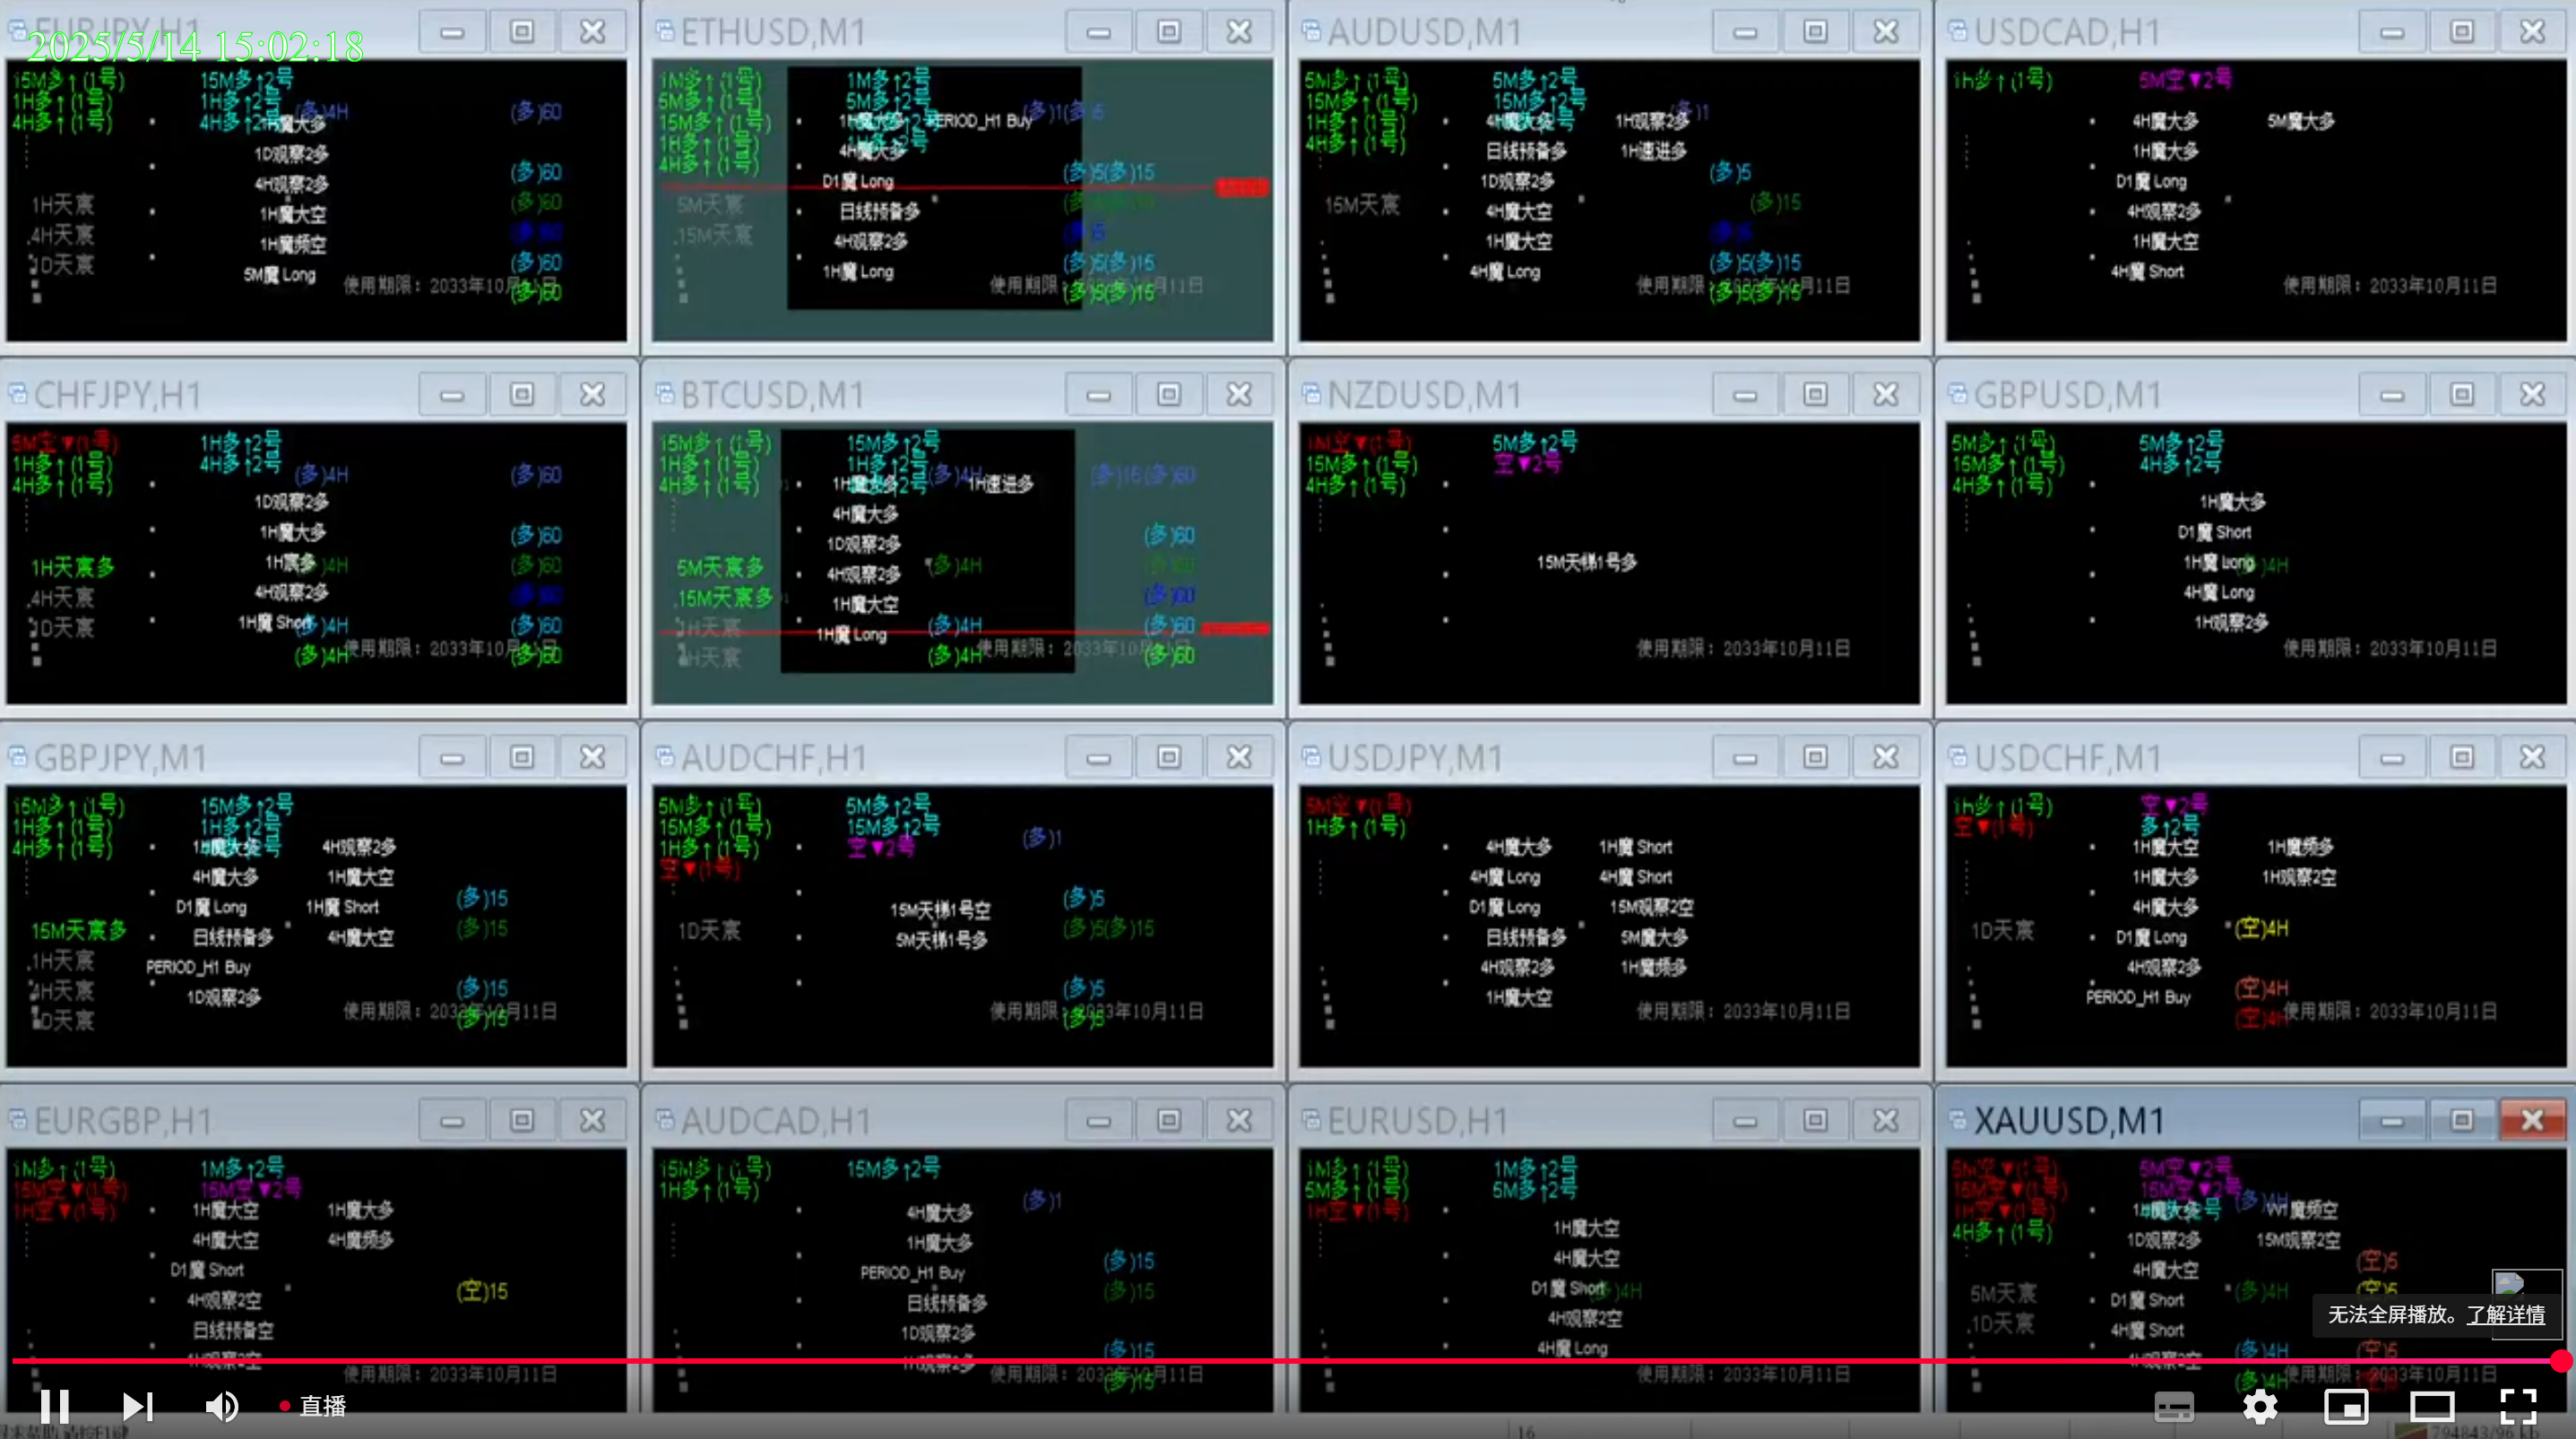 EURJPY,H1
2025/5/14 15:02:18
15M多↑(1号) 15M多↑2号
1H多↑(1号) 1H多↑2号 (多)4H (多)60
4H多↑(1号) 4H多↑2号 1H魔大多
1D观察2多
4H观察2多 (多)60
1H天宸 1H魔大空 (多)60
4H天宸 1H魔频空
1D天宸 5M魔 Long (多)60
使用期限：2033年10月11日
(多)60
ETHUSD,M1
1M多↑(1号) 1M多↑2号
5M多↑(1号) 5M多↑2号
15M多↑(1号) 1H魔大多 PERIOD_H1 Buy
1H多↑(1号) 4H魔大多
4H多↑(1号) D1魔 Long (多)5(多)15
5M天宸 日线预备多
15M天宸 4H观察2多
1H魔 Long (多)5(多)15
使用期限
AUDUSD,M1
5M多↑(1号) 5M多↑2号
15M多↑(1号) 15M多↑2号 (多)1
1H多↑(1号) 4H魔大多 1H观察2多
4H多↑(1号) 日线预备多 1H速进多
1D观察2多 (多)5
15M天宸 4H魔大空 (多)15
1H魔大空
4H魔 Long (多)5(多)15
使用期限
USDCAD,H1
1h多↑(1号) 5M空▼2号
4H魔大多 5M魔大多
1H魔大多
D1魔 Long
4H观察2多
1H魔大空
4H魔 Short
使用期限：2033年10月11日
CHFJPY,H1
5M空▼(1号) 1H多↑2号
1H多↑(1号) 4H多↑2号
4H多↑(1号) (多)4H (多)60
1D观察2多
1H魔大多 (多)60
1H天宸多 1H宸多 )4H (多)60
4H天宸 4H观察2多
1D天宸 1H魔 Short (多)4H (多)60
(多)4H 使用期限：2033年10月11日 (多)60
BTCUSD,M1
15M多↑(1号) 15M多↑2号
1H多↑(1号) 1H多↑2号 (多)4H (多)15(多)60
4H多↑(1号) 1H速进多
4H魔大多
1D观察2多 (多)60
5M天宸多 4H观察2多 (多)4H
15M天宸多 1H魔大空 (多)60
1H天宸 1H魔 Long (多)4H (多)60
4H天宸 (多)4H 使用期限 (多)60
NZDUSD,M1
1M空▼(1号) 5M多↑2号
15M多↑(1号) 空▼2号
4H多↑(1号)
15M天梯1号多
使用期限：2033年10月11日
GBPUSD,M1
5M多↑(1号) 5M多↑2号
15M多↑(1号) 4H多↑2号
4H多↑(1号)
1H魔大多
D1魔 Short
1H魔 Long )4H
4H魔 Long
1H观察2多
使用期限：2033年10月11日
GBPJPY,M1
15M多↑(1号) 15M多↑2号
1H多↑(1号) 1H多↑2号
4H多↑(1号) 1H魔大多 4H观察2多
4H魔大多 1H魔大空
D1魔 Long 1H魔 Short (多)15
15M天宸多 日线预备多 4H魔大空 (多)15
1H天宸 PERIOD_H1 Buy
4H天宸 1D观察2多 (多)15
1D天宸 使用期限：2033年10月11日
(多)15
AUDCHF,H1
5M多↑(1号) 5M多↑2号
15M多↑(1号) 15M多↑2号 (多)1
1H多↑(1号) 空▼2号
空▼(1号)
15M天梯1号空 (多)5
1D天宸 5M天梯1号多 (多)5(多)15
(多)5
使用期限：2033年10月11日
(多)5
USDJPY,M1
5M空▼(1号)
1H多↑(1号)
4H魔大多 1H魔 Short
4H魔 Long 4H魔 Short
D1魔 Long 15M观察2空
日线预备多 5M魔大多
4H观察2多 1H魔频多
1H魔大空
使用期限：2033年10月11日
USDCHF,M1
1h多↑(1号) 空▼2号
空▼(1号) 多↑2号
1H魔大空 1H魔频多
1H魔大多 1H观察2空
4H魔大多
1D天宸 D1魔 Long (空)4H
4H观察2多
PERIOD_H1 Buy (空)4H
(空)4H 使用期限：2033年10月11日
EURGBP,H1
1M多↑(1号) 1M多↑2号
15M空▼(1号) 15M空▼2号
1H空▼(1号) 1H魔大空 1H魔大多
4H魔大空 4H魔频多
D1魔 Short
4H观察2空 (空)15
日线预备空
1H观察2空
使用期限：2033年10月11日
AUDCAD,H1
15M多↑(1号) 15M多↑2号
1H多↑(1号) (多)1
4H魔大多
1H魔大多
PERIOD_H1 Buy (多)15
日线预备多 (多)15
1D观察2多
1H观察2多 (多)15
使用期限：2033年10月11日
(多)15
EURUSD,H1
1M多↑(1号) 1M多↑2号
5M多↑(1号) 5M多↑2号
1H空▼(1号)
1H魔大空
4H魔大空
D1魔 Short )4H
4H观察2空
4H魔 Long
使用期限：2033年10月11日
XAUUSD,M1
5M空▼(1号) 5M空▼2号
15M空▼(1号) 15M空▼2号 (多)4H
1H空▼(1号) 魔频空
4H多↑(1号) 1D观察2多 15M观察2空
4H魔大空 (空)5
5M天宸 D1魔 Short (多)4H (空)5
1D天宸 4H魔 Short
(多)4H (空)5
(多)4H 使用期限：2033年10月11日
无法全屏播放。了解详情
直播
16
794843/96 kb